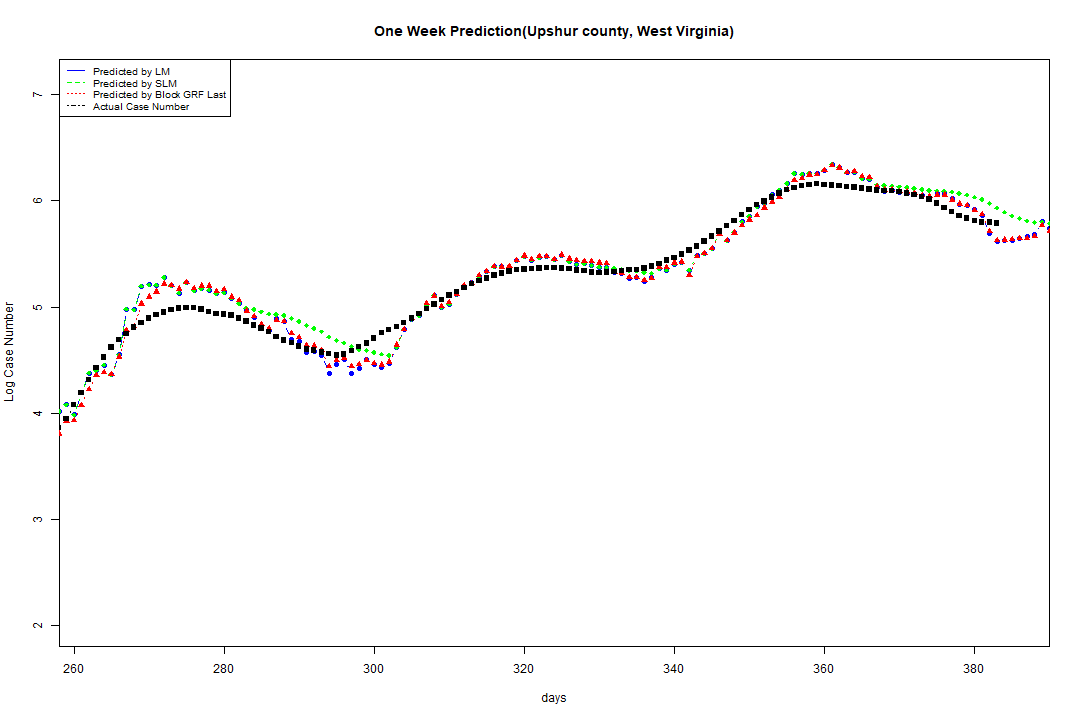 One Week Prediction(Upshur county, West Virginia)
Predicted by LM
Predicted by SLM
Predicted by Block GRF Last
Actual Case Number
7
6
5
4
3
2
Log Case Number
260 280 300 320 340 360 380
days